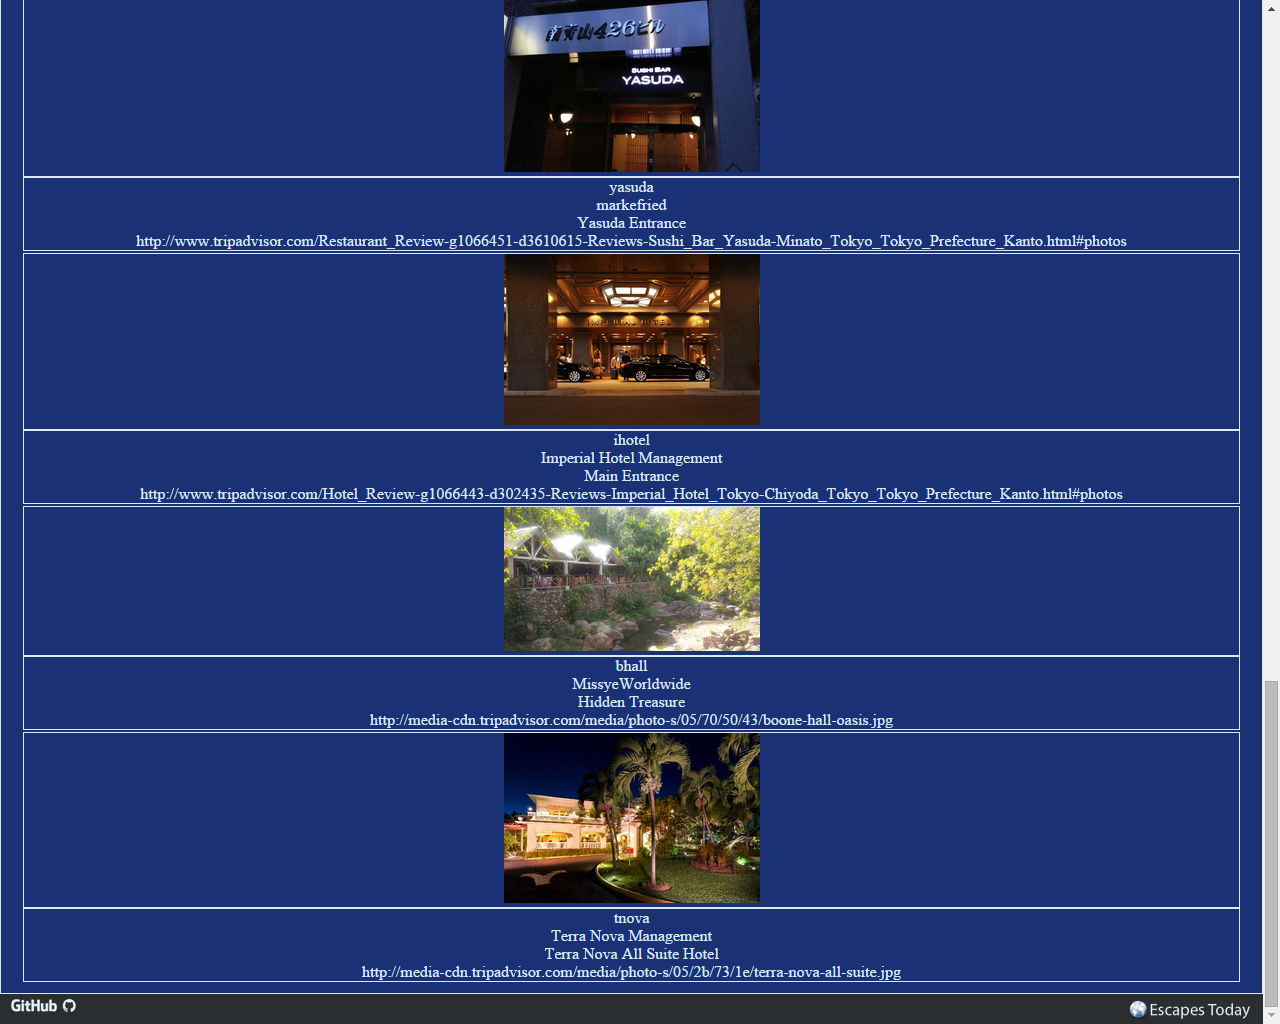 南青山426ビル
SUSHI BAR
YASUDA
yasuda
markefried
Yasuda Entrance
http://www.tripadvisor.com/Restaurant_Review-g1066451-d3610615-Reviews-Sushi_Bar_Yasuda-Minato_Tokyo_Tokyo_Prefecture_Kanto.html#photos
IMPERIAL HOTEL
ihotel
Imperial Hotel Management
Main Entrance
http://www.tripadvisor.com/Hotel_Review-g1066443-d302435-Reviews-Imperial_Hotel_Tokyo-Chiyoda_Tokyo_Tokyo_Prefecture_Kanto.html#photos
bhall
MissyeWorldwide
Hidden Treasure
http://media-cdn.tripadvisor.com/media/photo-s/05/70/50/43/boone-hall-oasis.jpg
tnova
Terra Nova Management
Terra Nova All Suite Hotel
http://media-cdn.tripadvisor.com/media/photo-s/05/2b/73/1e/terra-nova-all-suite.jpg
GitHub
Escapes Today